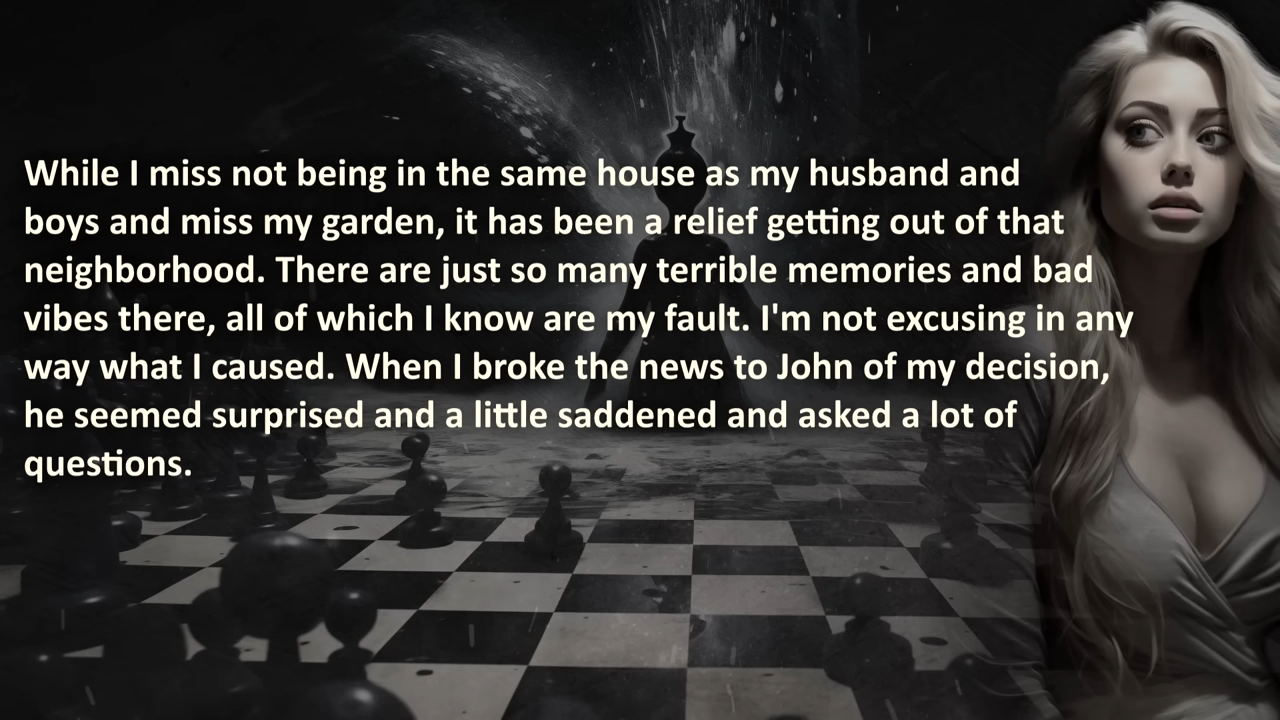 While I miss not being in the same house as my husband and
boys and miss my garden, it has been a relief getting out of that
neighborhood. There are just so many terrible memories and bad
vibes there, all of which I know are my fault. I'm not excusing in any
way what I caused. When I broke the news to John of my decision,
he seemed surprised and a little saddened and asked a lot of
questions.